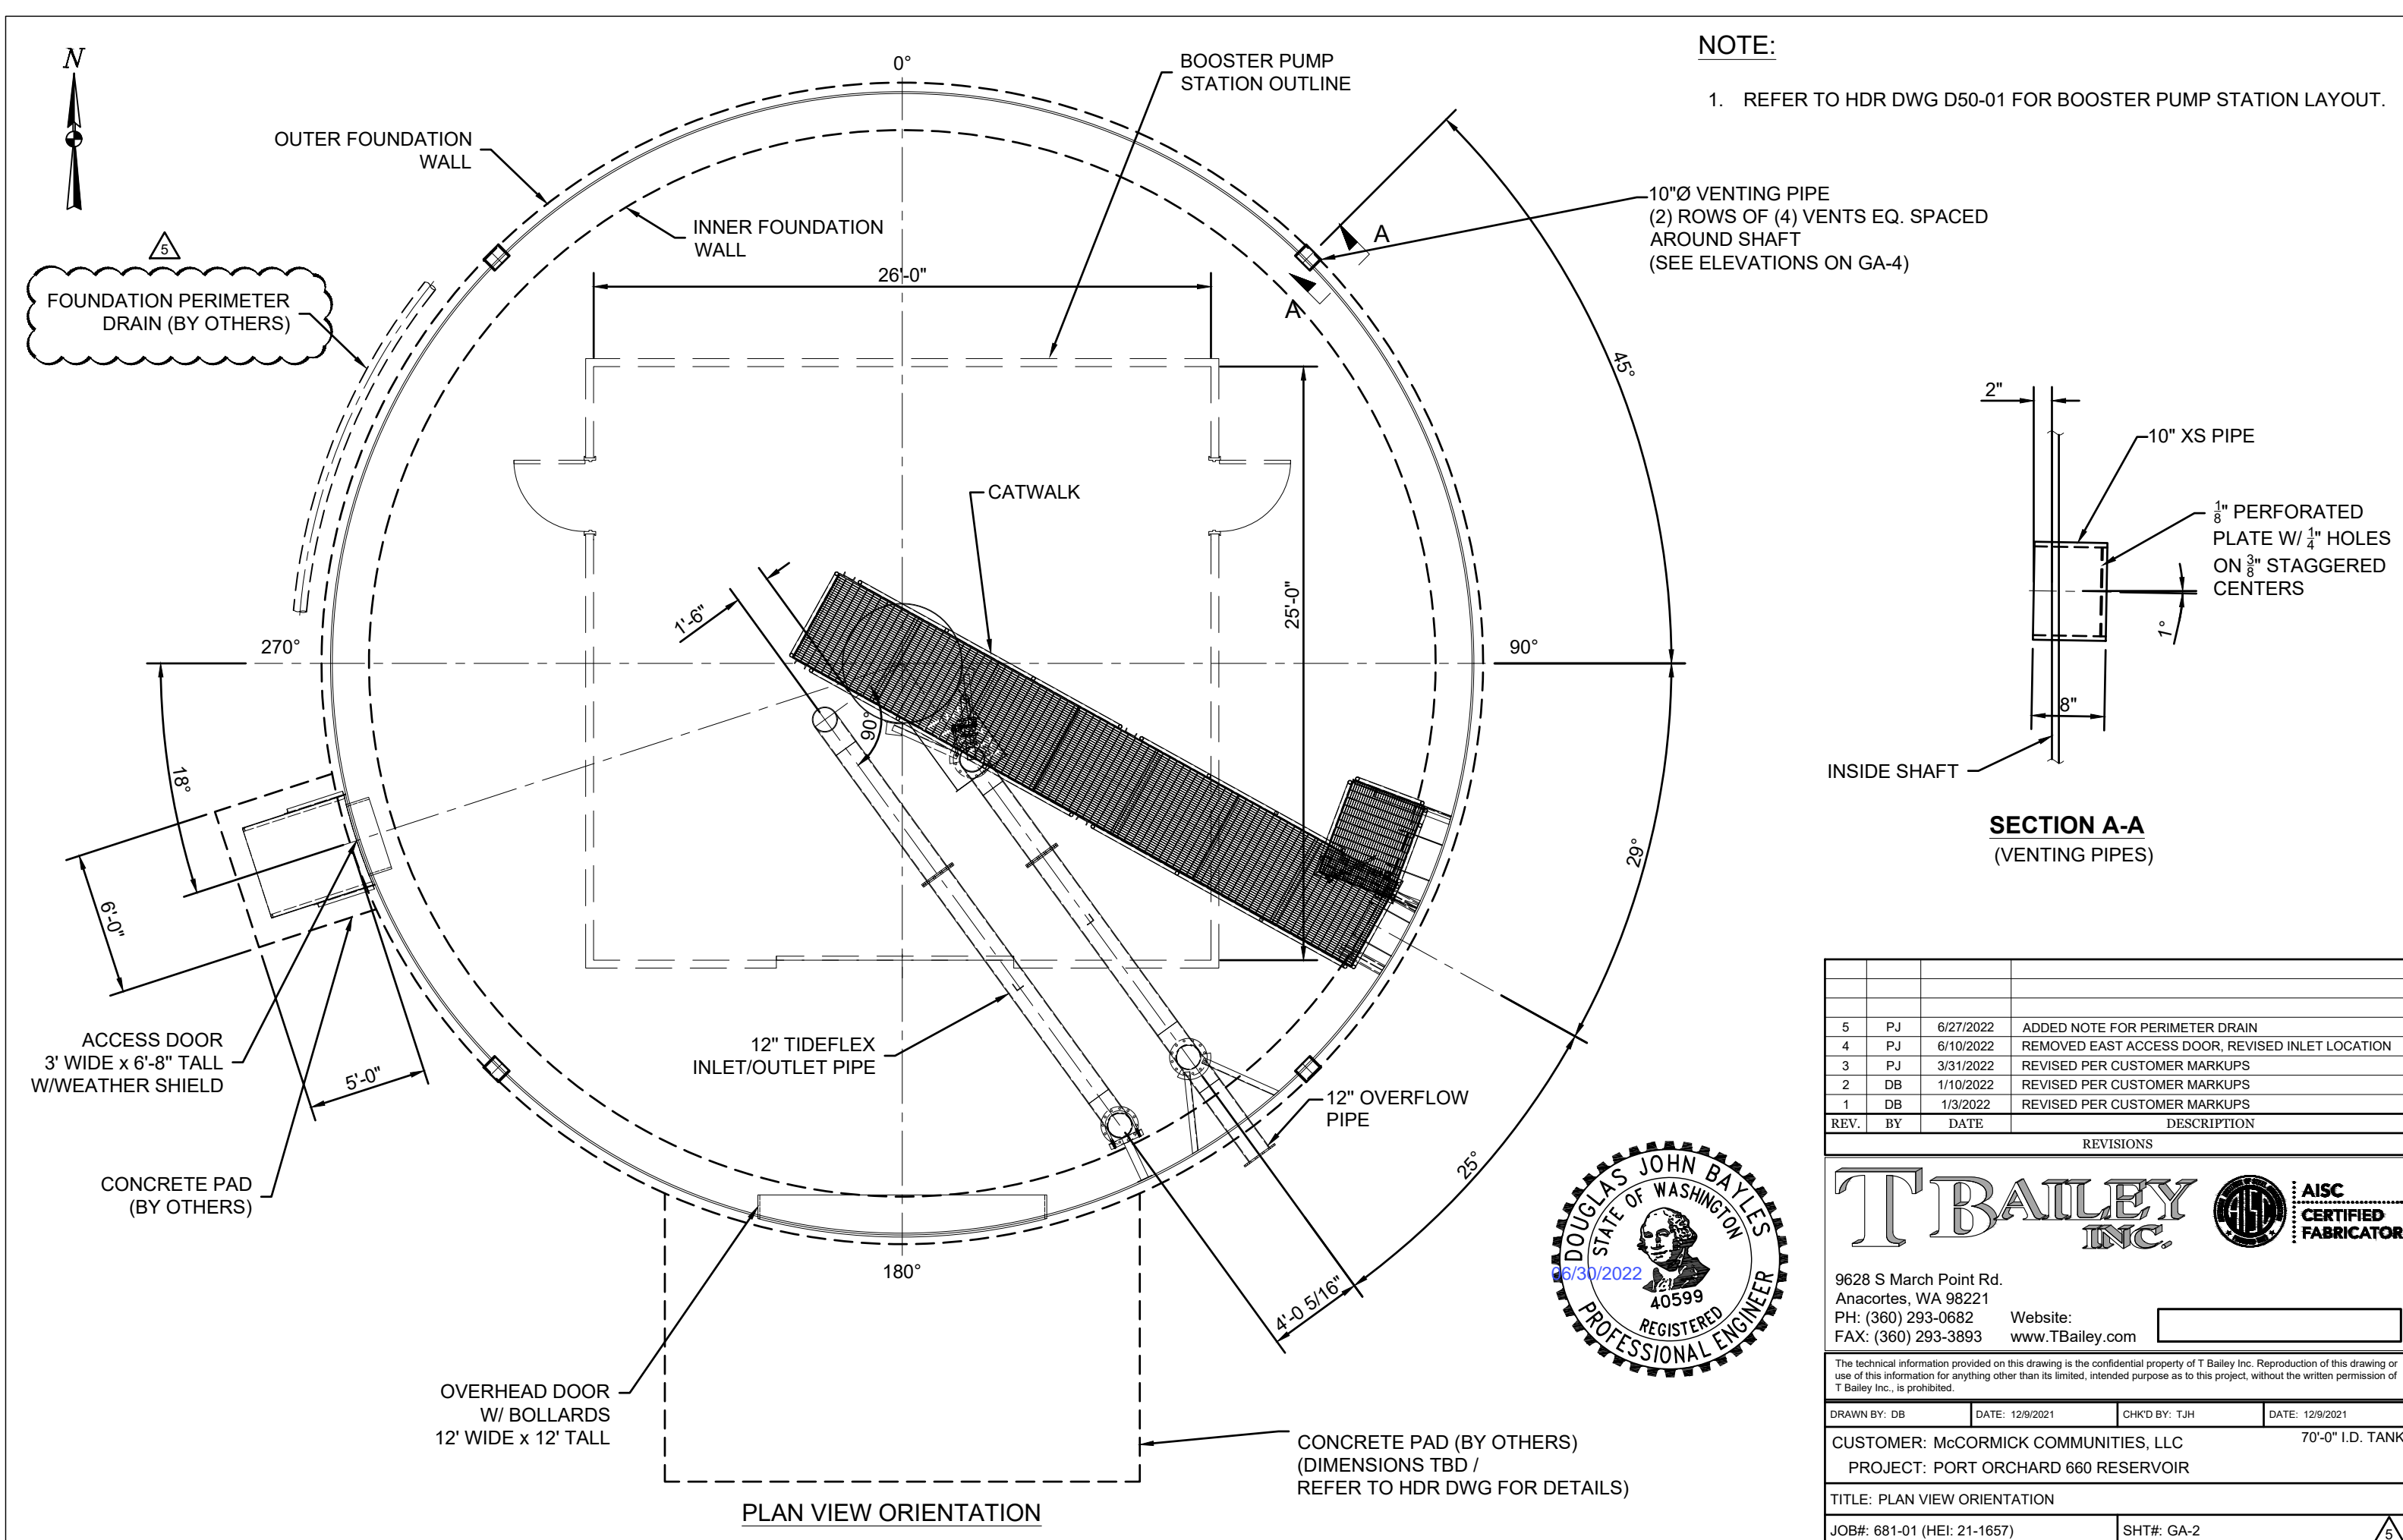 N
0°
BOOSTER PUMP
STATION OUTLINE
NOTE:
1. REFER TO HDR DWG D50-01 FOR BOOSTER PUMP STATION LAYOUT.
OUTER FOUNDATION
WALL
INNER FOUNDATION
WALL
10"Ø VENTING PIPE
(2) ROWS OF (4) VENTS EQ. SPACED
AROUND SHAFT
(SEE ELEVATIONS ON GA-4)
A
A
5
FOUNDATION PERIMETER
DRAIN (BY OTHERS)
26'-0"
45°
2"
10" XS PIPE
1/8" PERFORATED
PLATE W/ 1/4" HOLES
ON 3/8" STAGGERED
CENTERS
1°
8"
INSIDE SHAFT
SECTION A-A
(VENTING PIPES)
CATWALK
25'-0"
1'-6"
270°
90°
90°
18°
29°
6'-0"
5'-0"
ACCESS DOOR
3' WIDE x 6'-8" TALL
W/WEATHER SHIELD
12" TIDEFLEX
INLET/OUTLET PIPE
12" OVERFLOW
PIPE
25°
CONCRETE PAD
(BY OTHERS)
180°
4'-0 5/16"
OVERHEAD DOOR
W/ BOLLARDS
12' WIDE x 12' TALL
CONCRETE PAD (BY OTHERS)
(DIMENSIONS TBD /
REFER TO HDR DWG FOR DETAILS)
PLAN VIEW ORIENTATION
DOUGLAS JOHN BAYLES
STATE OF WASHINGTON
06/30/2022
40599
REGISTERED
PROFESSIONAL ENGINEER
5 PJ 6/27/2022 ADDED NOTE FOR PERIMETER DRAIN
4 PJ 6/10/2022 REMOVED EAST ACCESS DOOR, REVISED INLET LOCATION
3 PJ 3/31/2022 REVISED PER CUSTOMER MARKUPS
2 DB 1/10/2022 REVISED PER CUSTOMER MARKUPS
1 DB 1/3/2022 REVISED PER CUSTOMER MARKUPS
REV. BY DATE DESCRIPTION
REVISIONS
T BAILEY
INC.
AISC
CERTIFIED
FABRICATOR
9628 S March Point Rd.
Anacortes, WA 98221
PH: (360) 293-0682 Website:
FAX: (360) 293-3893 www.TBailey.com
The technical information provided on this drawing is the confidential property of T Bailey Inc. Reproduction of this drawing or
use of this information for anything other than its limited, intended purpose as to this project, without the written permission of
T Bailey Inc., is prohibited.
DRAWN BY: DB DATE: 12/9/2021 CHK'D BY: TJH DATE: 12/9/2021
CUSTOMER: McCORMICK COMMUNITIES, LLC 70'-0" I.D. TANK
PROJECT: PORT ORCHARD 660 RESERVOIR
TITLE: PLAN VIEW ORIENTATION
JOB#: 681-01 (HEI: 21-1657) SHT#: GA-2 5